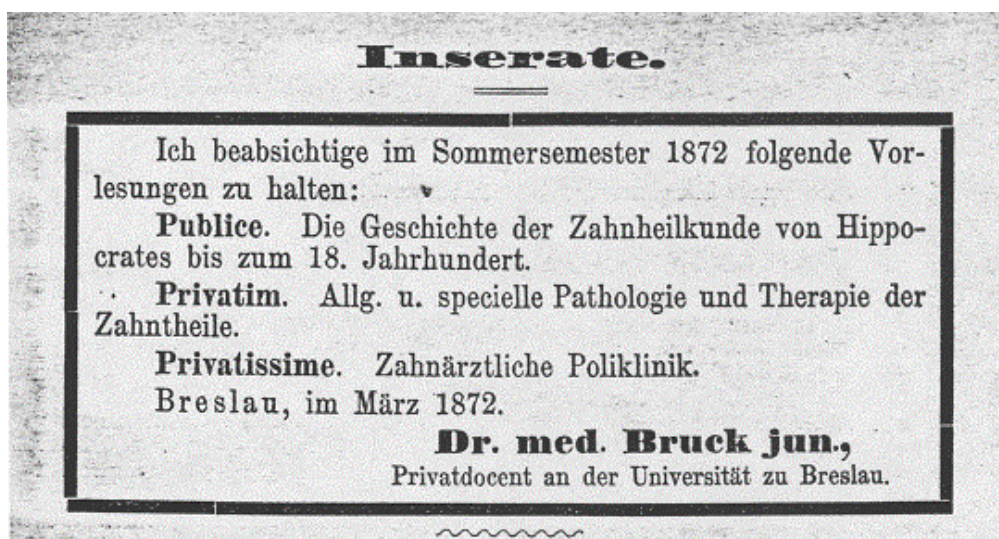 Inserate.
Ich beabsichtige im Sommersemester 1872 folgende Vor-
lesungen zu halten:
Publice. Die Geschichte der Zahnheilkunde von Hippo-
crates bis zum 18. Jahrhundert.
Privatim. Allg. u. specielle Pathologie und Therapie der
Zahntheile.
Privatissime. Zahnärztliche Poliklinik.
Breslau, im März 1872.
Dr. med. Bruck jun.,
Privatdocent an der Universität zu Breslau.